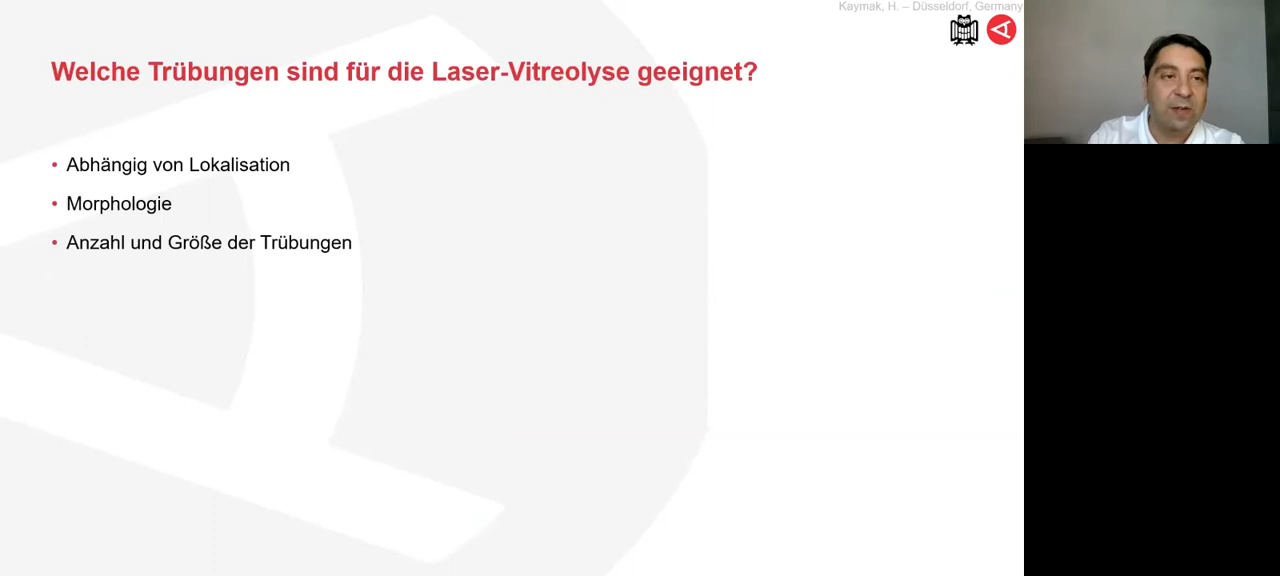 Kaymak, H. – Düsseldorf, Germany
Welche Trübungen sind für die Laser-Vitreolyse geeignet?
• Abhängig von Lokalisation
• Morphologie
• Anzahl und Größe der Trübungen